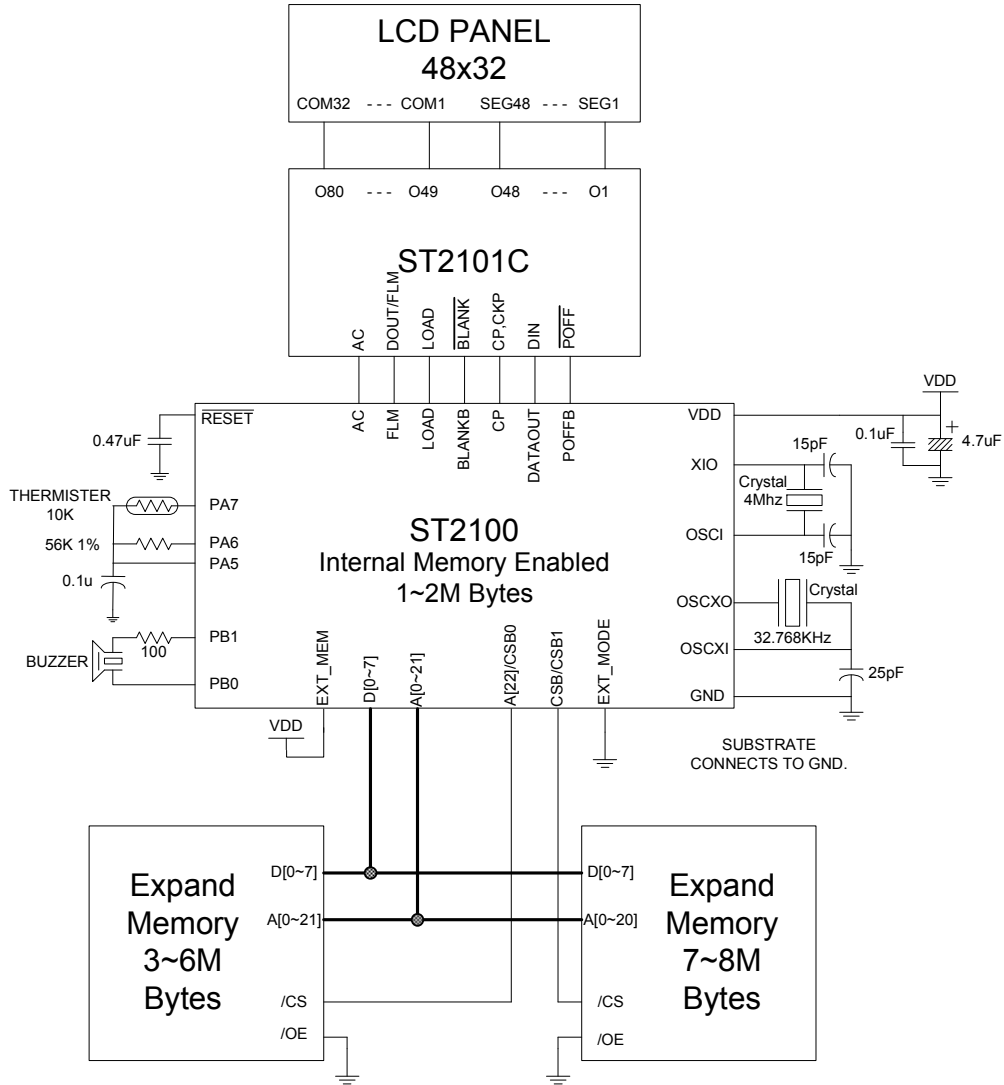 LCD PANEL
48x32
COM32 --- COM1 SEG48 --- SEG1
O80 --- O49 O48 --- O1
ST2101C
AC
DOUT/FLM
LOAD
BLANK
CP,CKP
DIN
POFF
AC
FLM
LOAD
BLANKB
CP
DATAOUT
POFFB
RESET
0.47uF
THERMISTER
10K
PA7
56K 1%
PA6
PA5
0.1u
PB1
100
BUZZER
PB0
ST2100
Internal Memory Enabled
1~2M Bytes
VDD
VDD
0.1uF
+
4.7uF
XIO
15pF
Crystal
4Mhz
OSCI
15pF
OSCXO
Crystal
32.768KHz
OSCXI
25pF
GND
EXT_MEM
D[0~7]
A[0~21]
A[22]/CSB0
CSB/CSB1
EXT_MODE
VDD
SUBSTRATE
CONNECTS TO GND.
Expand
Memory
3~6M
Bytes
D[0~7]
A[0~21]
/CS
/OE
D[0~7]
A[0~20]
/CS
/OE
Expand
Memory
7~8M
Bytes